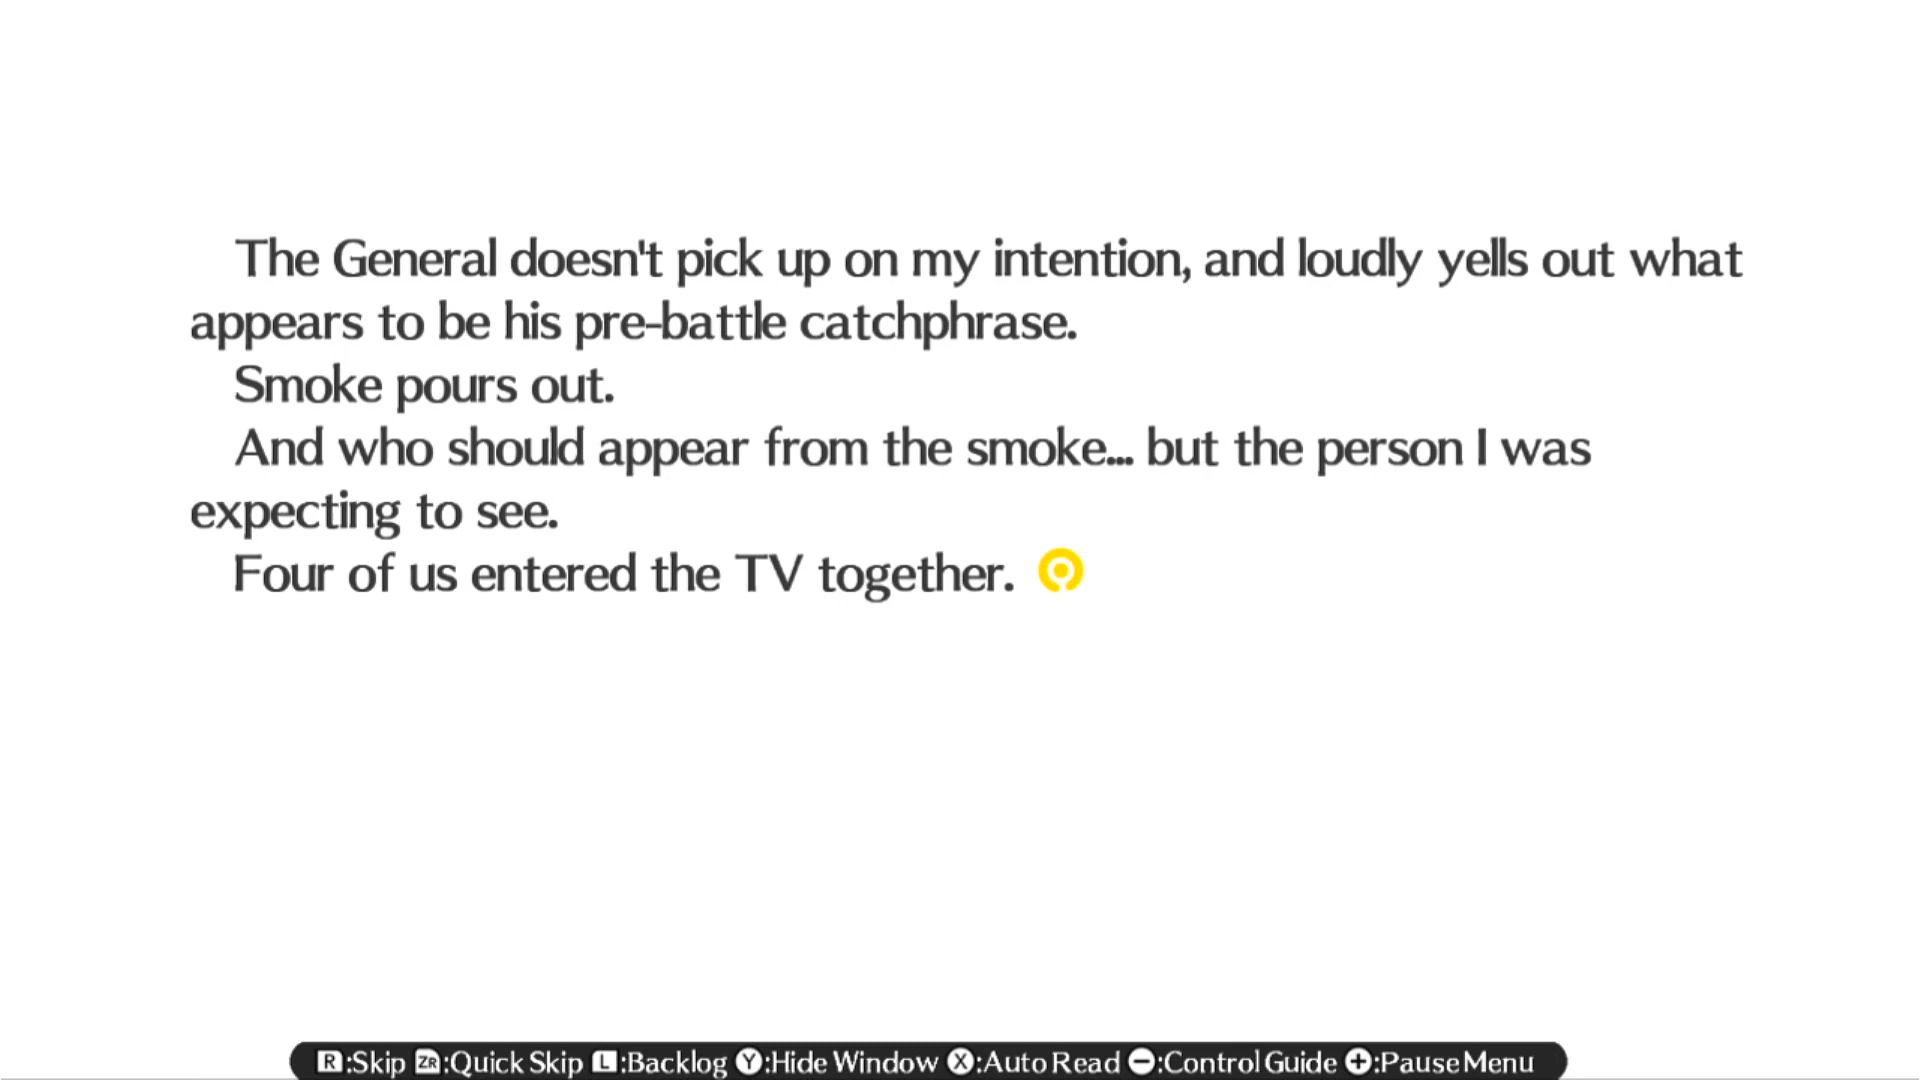 The General doesn't pick up on my intention, and loudly yells out what
appears to be his pre-battle catchphrase.
Smoke pours out.
And who should appear from the smoke... but the person I was
expecting to see.
Four of us entered the TV together.
R:Skip ZR:Quick Skip L:Backlog Y:Hide Window X:Auto Read −:Control Guide +:Pause Menu